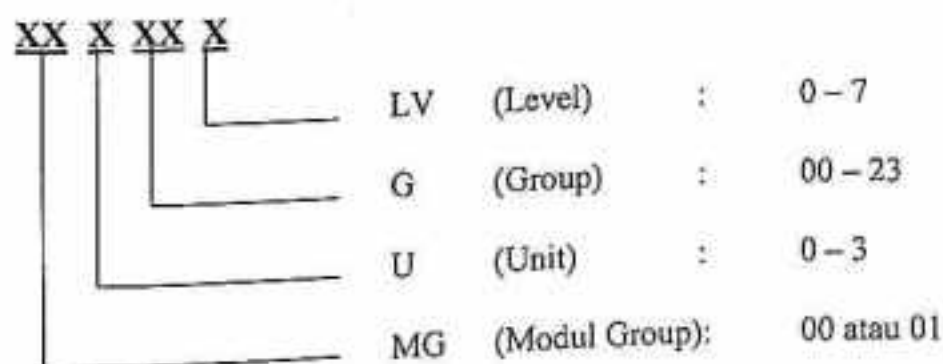 XX X XX X
LV (Level) : 0 – 7
G (Group) : 00 – 23
U (Unit) : 0 – 3
MG (Modul Group): 00 atau 01